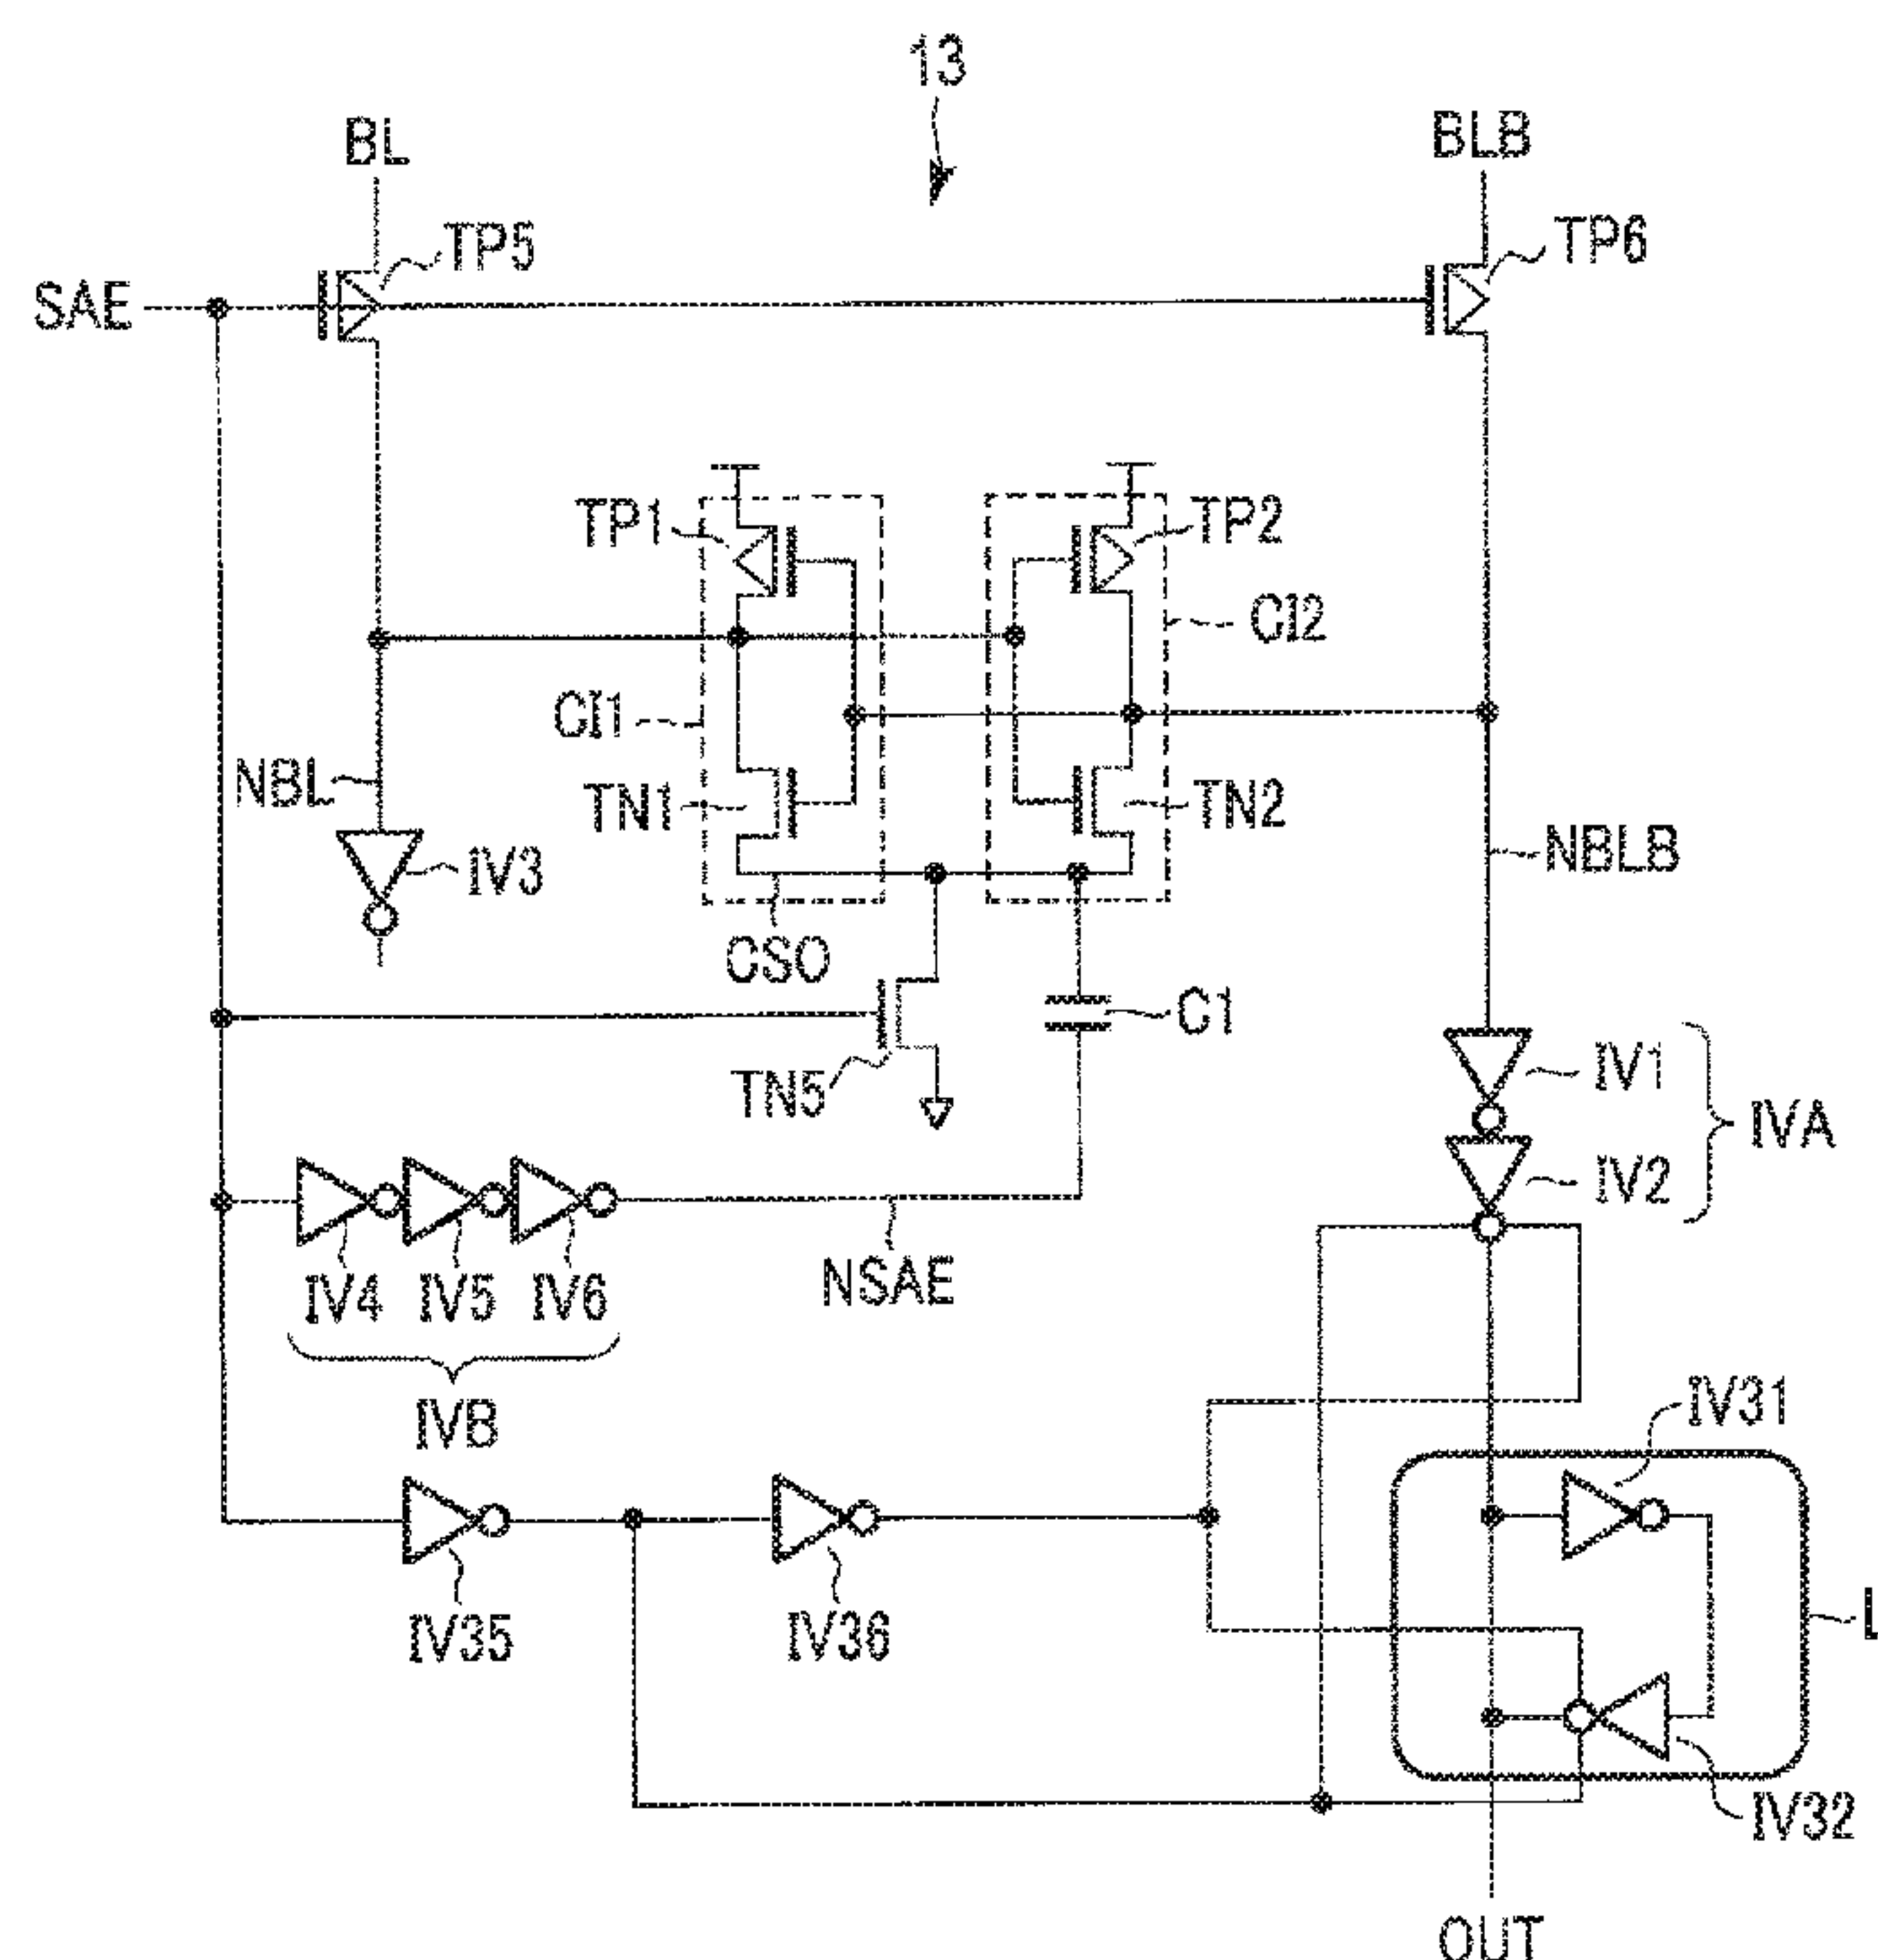 13
BL
BLB
TP5
TP6
SAE
TP1
TP2
CI2
CI1
NBL
TN1
TN2
NBLB
IV3
CSO
C1
TN5
IV1
IVA
IV2
IV4
IV5
IV6
NSAE
IVB
IV31
IV35
IV36
L
IV32
OUT